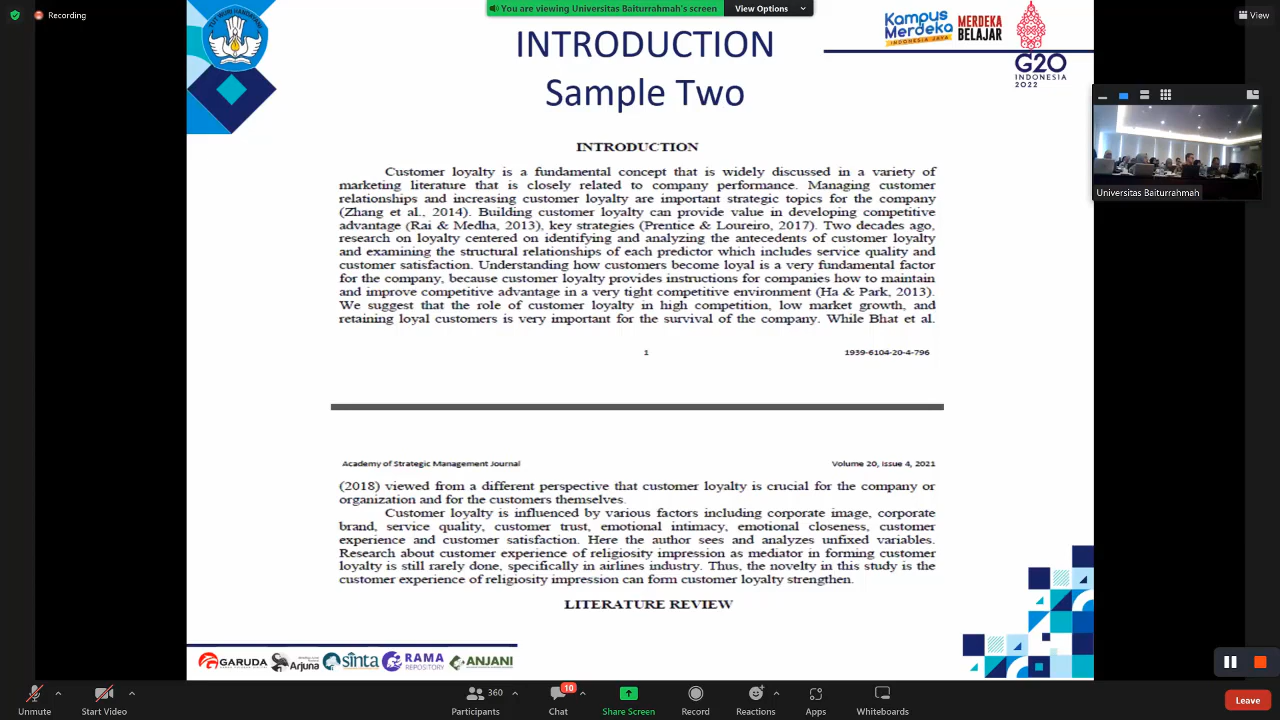 You are viewing Universitas Baiturrahmah's screen
View Options
Recording
View
TUT WURI HANDAYANI
Kampus
Merdeka
INDONESIA JAYA
MERDEKA
BELAJAR
G20
INDONESIA
2022
INTRODUCTION
Sample Two
Universitas Baiturrahmah
INTRODUCTION
Customer loyalty is a fundamental concept that is widely discussed in a variety of
marketing literature that is closely related to company performance. Managing customer
relationships and increasing customer loyalty are important strategic topics for the company
(Zhang et al., 2014). Building customer loyalty can provide value in developing competitive
advantage (Rai & Medha, 2013), key strategies (Prentice & Loureiro, 2017). Two decades ago,
research on loyalty centered on identifying and analyzing the antecedents of customer loyalty
and examining the structural relationships of each predictor which includes service quality and
customer satisfaction. Understanding how customers become loyal is a very fundamental factor
for the company, because customer loyalty provides instructions for companies how to maintain
and improve competitive advantage in a very tight competitive environment (Ha & Park, 2013).
We suggest that the role of customer loyalty in high competition, low market growth, and
retaining loyal customers is very important for the survival of the company. While Bhat et al.
1
1939-6104-20-4-796
Academy of Strategic Management Journal
Volume 20, Issue 4, 2021
(2018) viewed from a different perspective that customer loyalty is crucial for the company or
organization and for the customers themselves.
Customer loyalty is influenced by various factors including corporate image, corporate
brand, service quality, customer trust, emotional intimacy, emotional closeness, customer
experience and customer satisfaction. Here the author sees and analyzes unfixed variables.
Research about customer experience of religiosity impression as mediator in forming customer
loyalty is still rarely done, specifically in airlines industry. Thus, the novelty in this study is the
customer experience of religiosity impression can form customer loyalty strengthen.
LITERATURE REVIEW
GARUDA
Arjuna
sinta
RAMA
REPOSITORY
ANJANI
Unmute
Start Video
360
Participants
10
Chat
Share Screen
Record
Reactions
Apps
Whiteboards
Leave